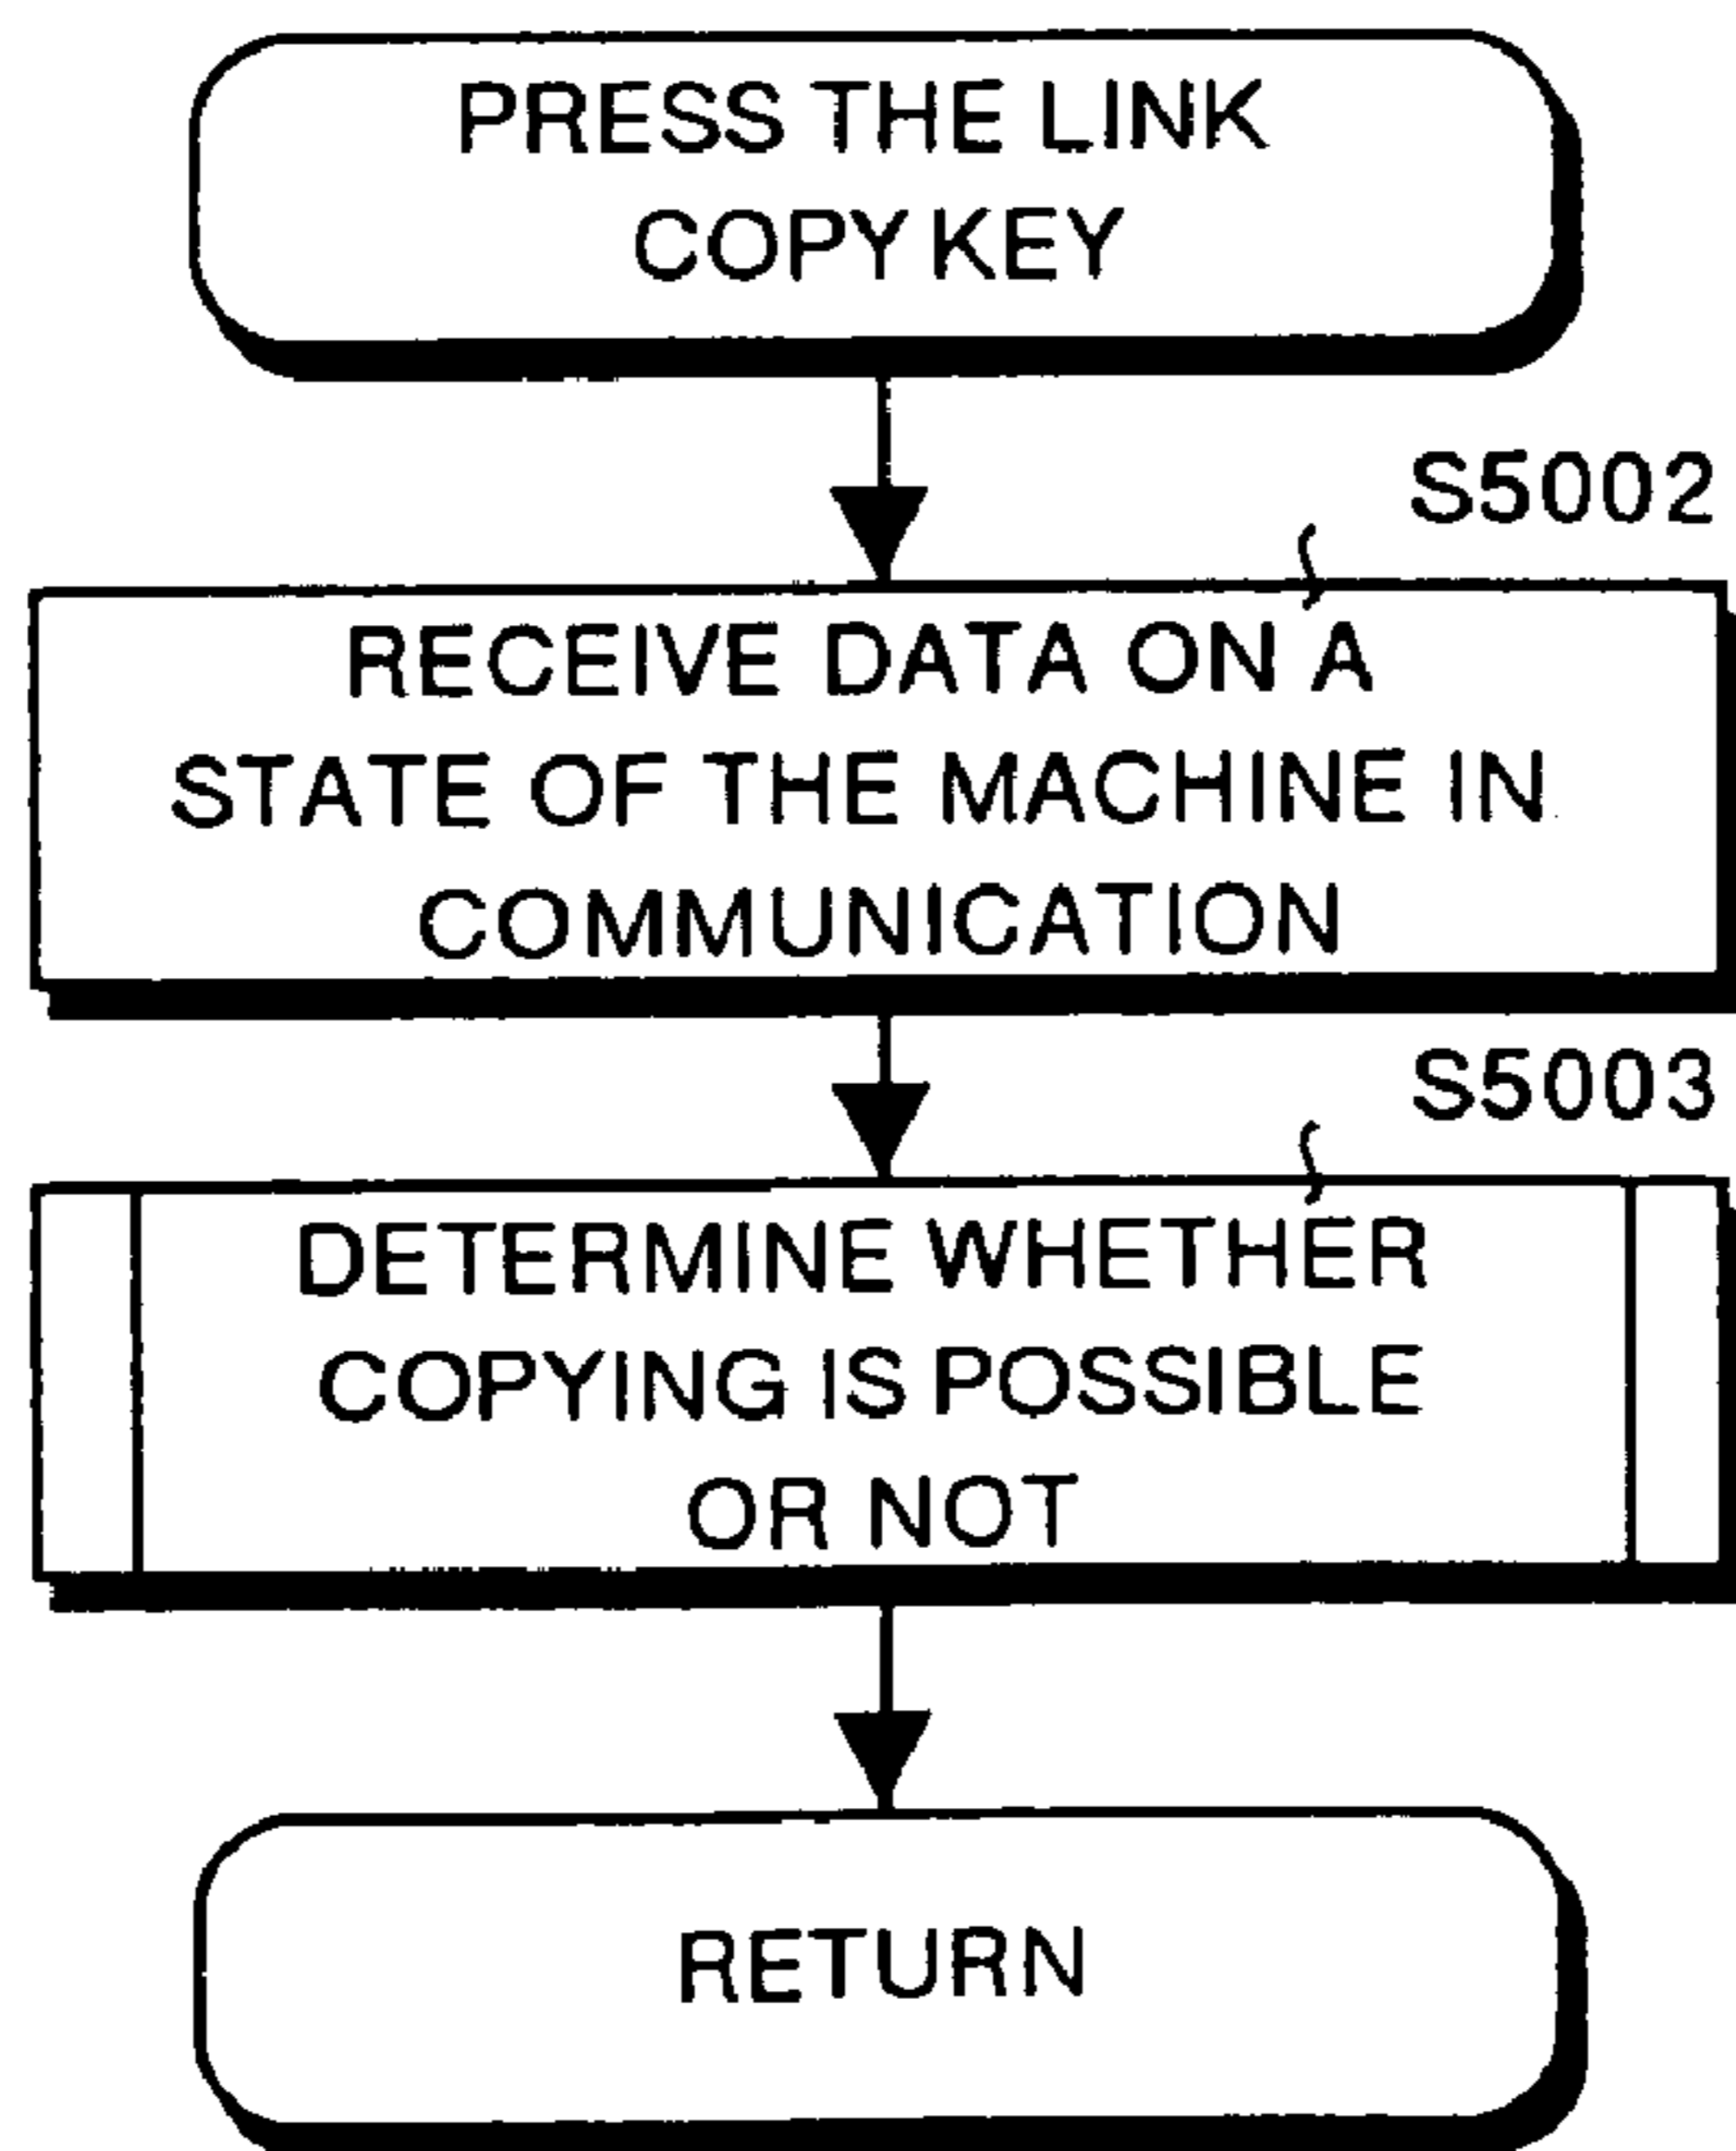 PRESS THE LINK
COPY KEY
S5002
RECEIVE DATA ON A
STATE OF THE MACHINE IN
COMMUNICATION
S5003
DETERMINE WHETHER
COPYING IS POSSIBLE
OR NOT
RETURN